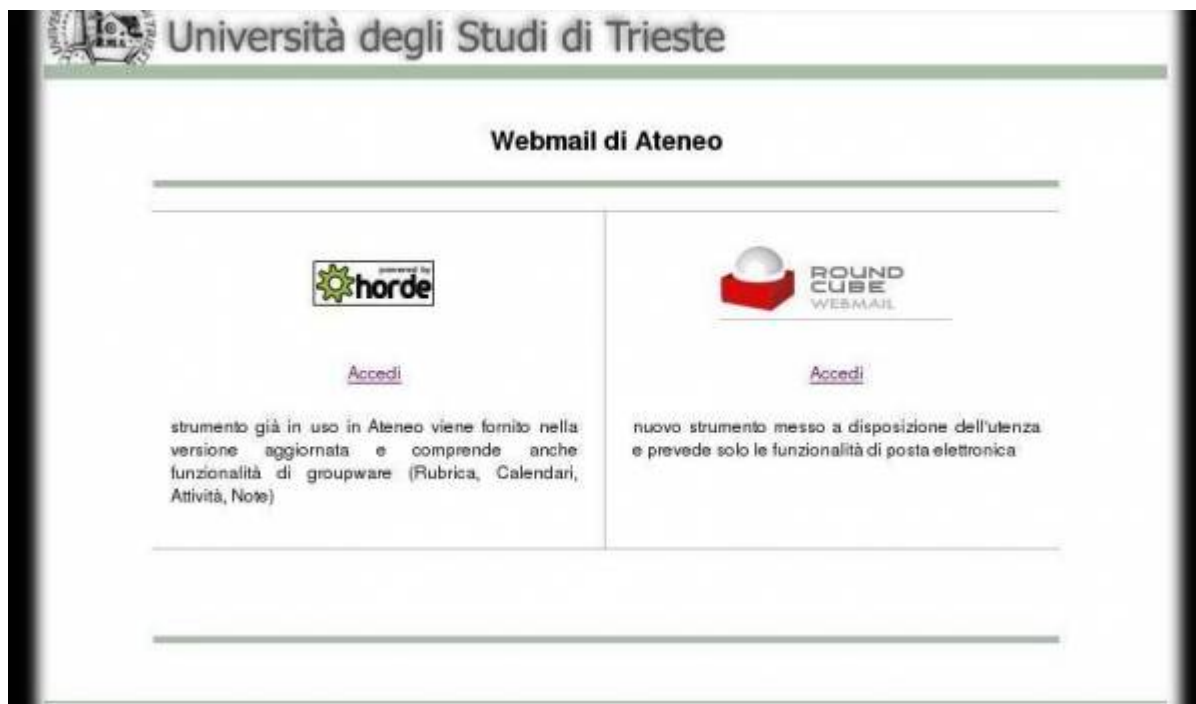 Università degli Studi di Trieste
Webmail di Ateneo
powered by
horde
Accedi
strumento già in uso in Ateneo viene fornito nella
versione aggiornata e comprende anche
funzionalità di groupware (Rubrica, Calendari,
Attività, Note)
ROUND
CUBE
WEBMAIL
Accedi
nuovo strumento messo a disposizione dell'utenza
e prevede solo le funzionalità di posta elettronica